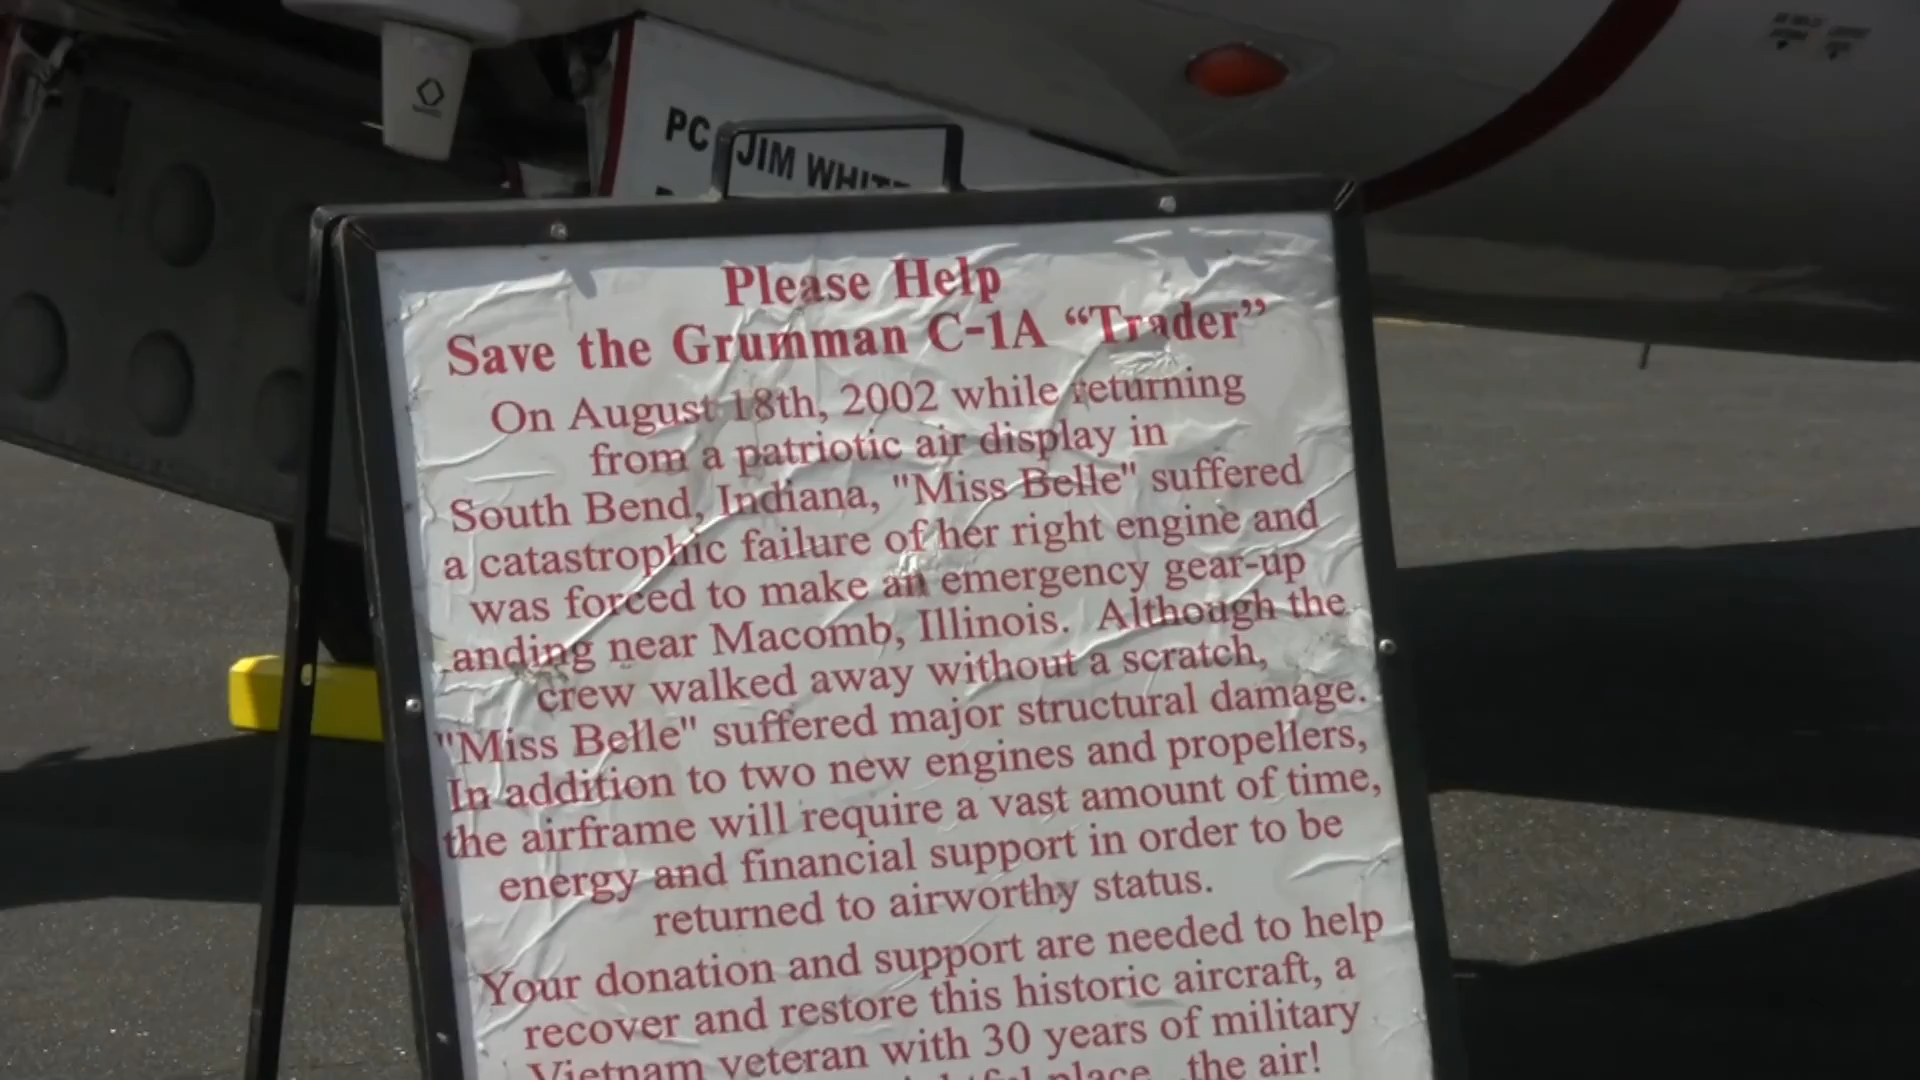 PC JIM WHITE
Please Help
Save the Grumman C-1A “Trader”
On August 18th, 2002 while returning
from a patriotic air display in
South Bend, Indiana, "Miss Belle" suffered
a catastrophic failure of her right engine and
was forced to make an emergency gear-up
anding near Macomb, Illinois. Although the
crew walked away without a scratch,
"Miss Belle" suffered major structural damage.
In addition to two new engines and propellers,
the airframe will require a vast amount of time,
energy and financial support in order to be
returned to airworthy status.
Your donation and support are needed to help
recover and restore this historic aircraft, a
Vietnam veteran with 30 years of military
place the air!